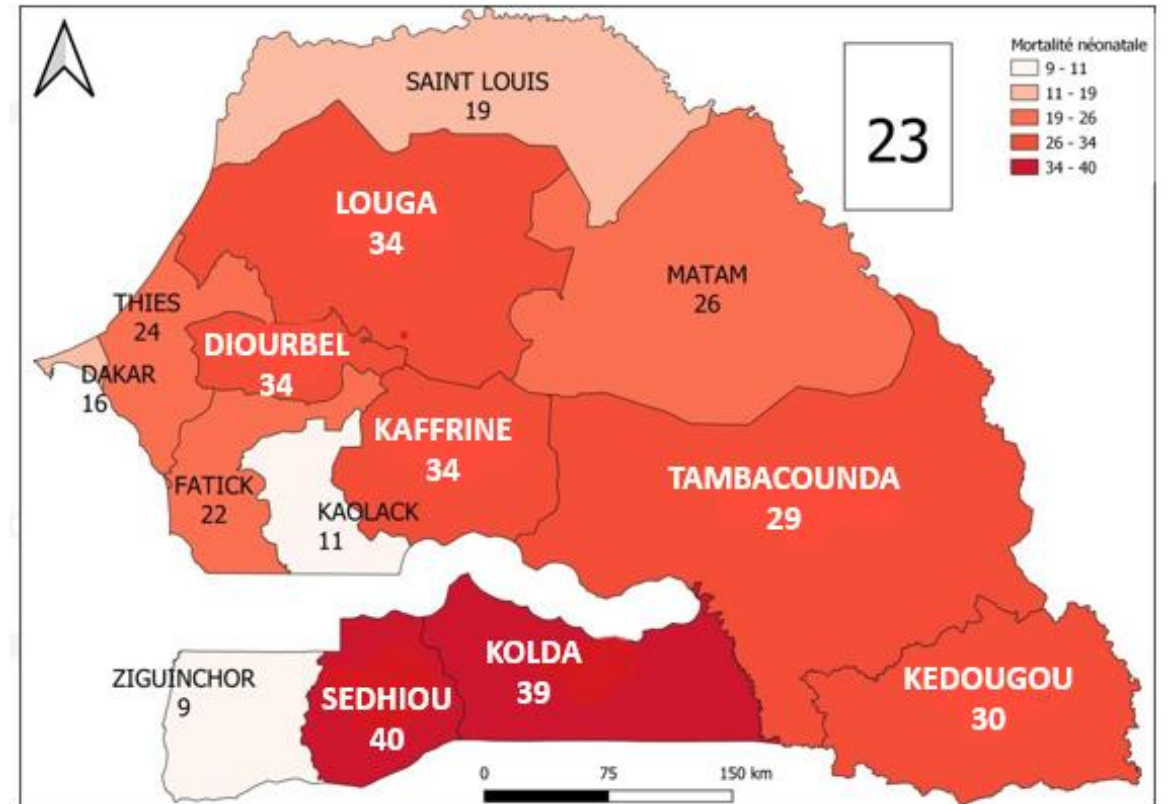 SAINT LOUIS
19
23
Mortalité néonatale
9 - 11
11 - 19
19 - 26
26 - 34
34 - 40
LOUGA
34
MATAM
26
THIES
24
DIOURBEL
34
DAKAR
16
KAFFRINE
34
TAMBACOUNDA
29
FATICK
22
KAOLACK
11
KOLDA
39
ZIGUINCHOR
9
SEDHIOU
40
KEDOUGOU
30
0 75 150 km